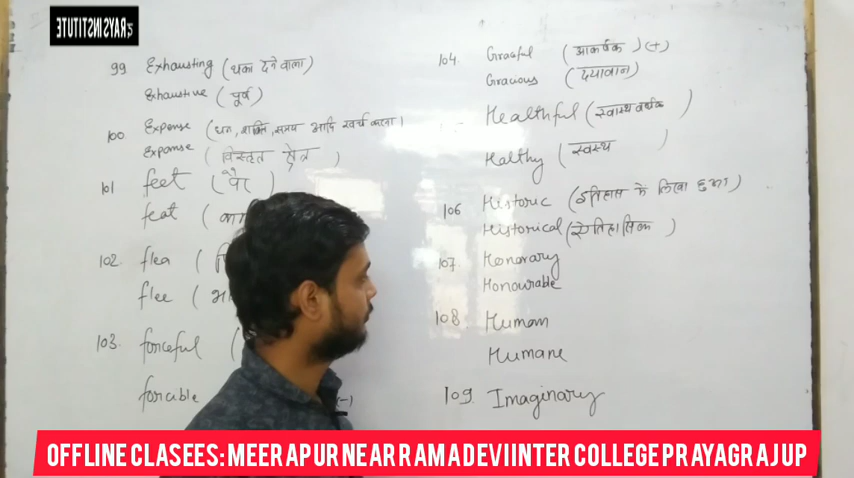 RAYSINSTITUTE
99 Exhausting (थका देने वाला)
Exhaustive (पूर्ण)
100 Expense (धन, शक्ति, समय आदि खर्च करना।
Expanse (विस्तृत क्षेत्र)
101 feet (पैर)
feat (
102. flea (
flee (भा
103. forceful (
forcible (-)
104. Graceful (आकर्षक) (+)
Gracious (दयावान)
Healthful (स्वास्थ वर्धक)
Halthy (स्वस्थ)
106 Historic (इतिहास में लिखा हुआ)
Historical (ऐतिहासिक)
107. Honorary
Honourable
108 Human
Humane
109. Imaginary
OFFLINE CLASEES: MEERAPUR NEAR RAMADEVI INTER COLLEGE PRAYAGRAJ UP